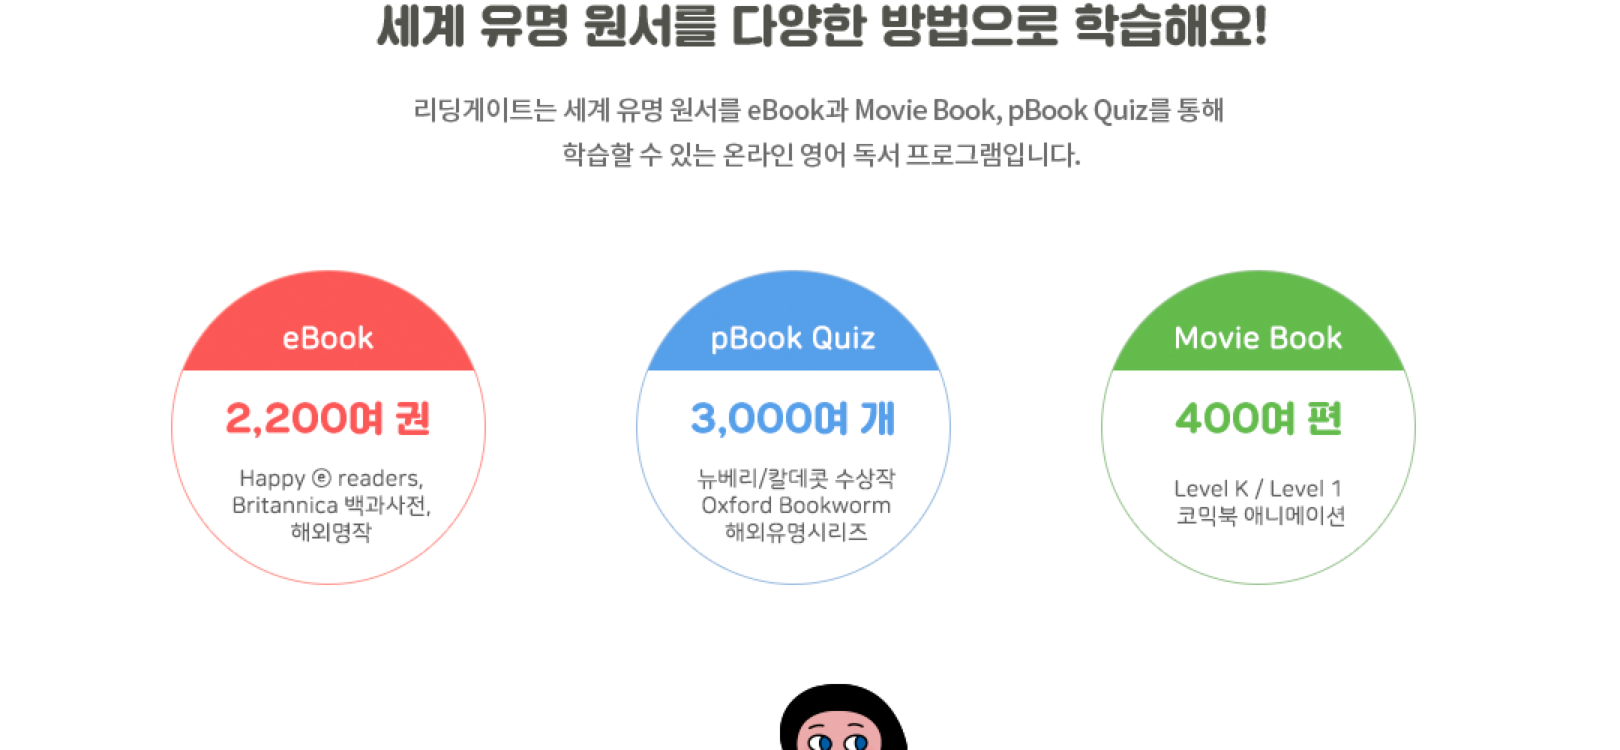 세계 유명 원서를 다양한 방법으로 학습해요!
리딩게이트는 세계 유명 원서를 eBook과 Movie Book, pBook Quiz를 통해
학습할 수 있는 온라인 영어 독서 프로그램입니다.
eBook
2,200여 권
Happy ⓔ readers,
Britannica 백과사전,
해외명작
pBook Quiz
3,000여 개
뉴베리/칼데콧 수상작
Oxford Bookworm
해외유명시리즈
Movie Book
400여 편
Level K / Level 1
코믹북 애니메이션